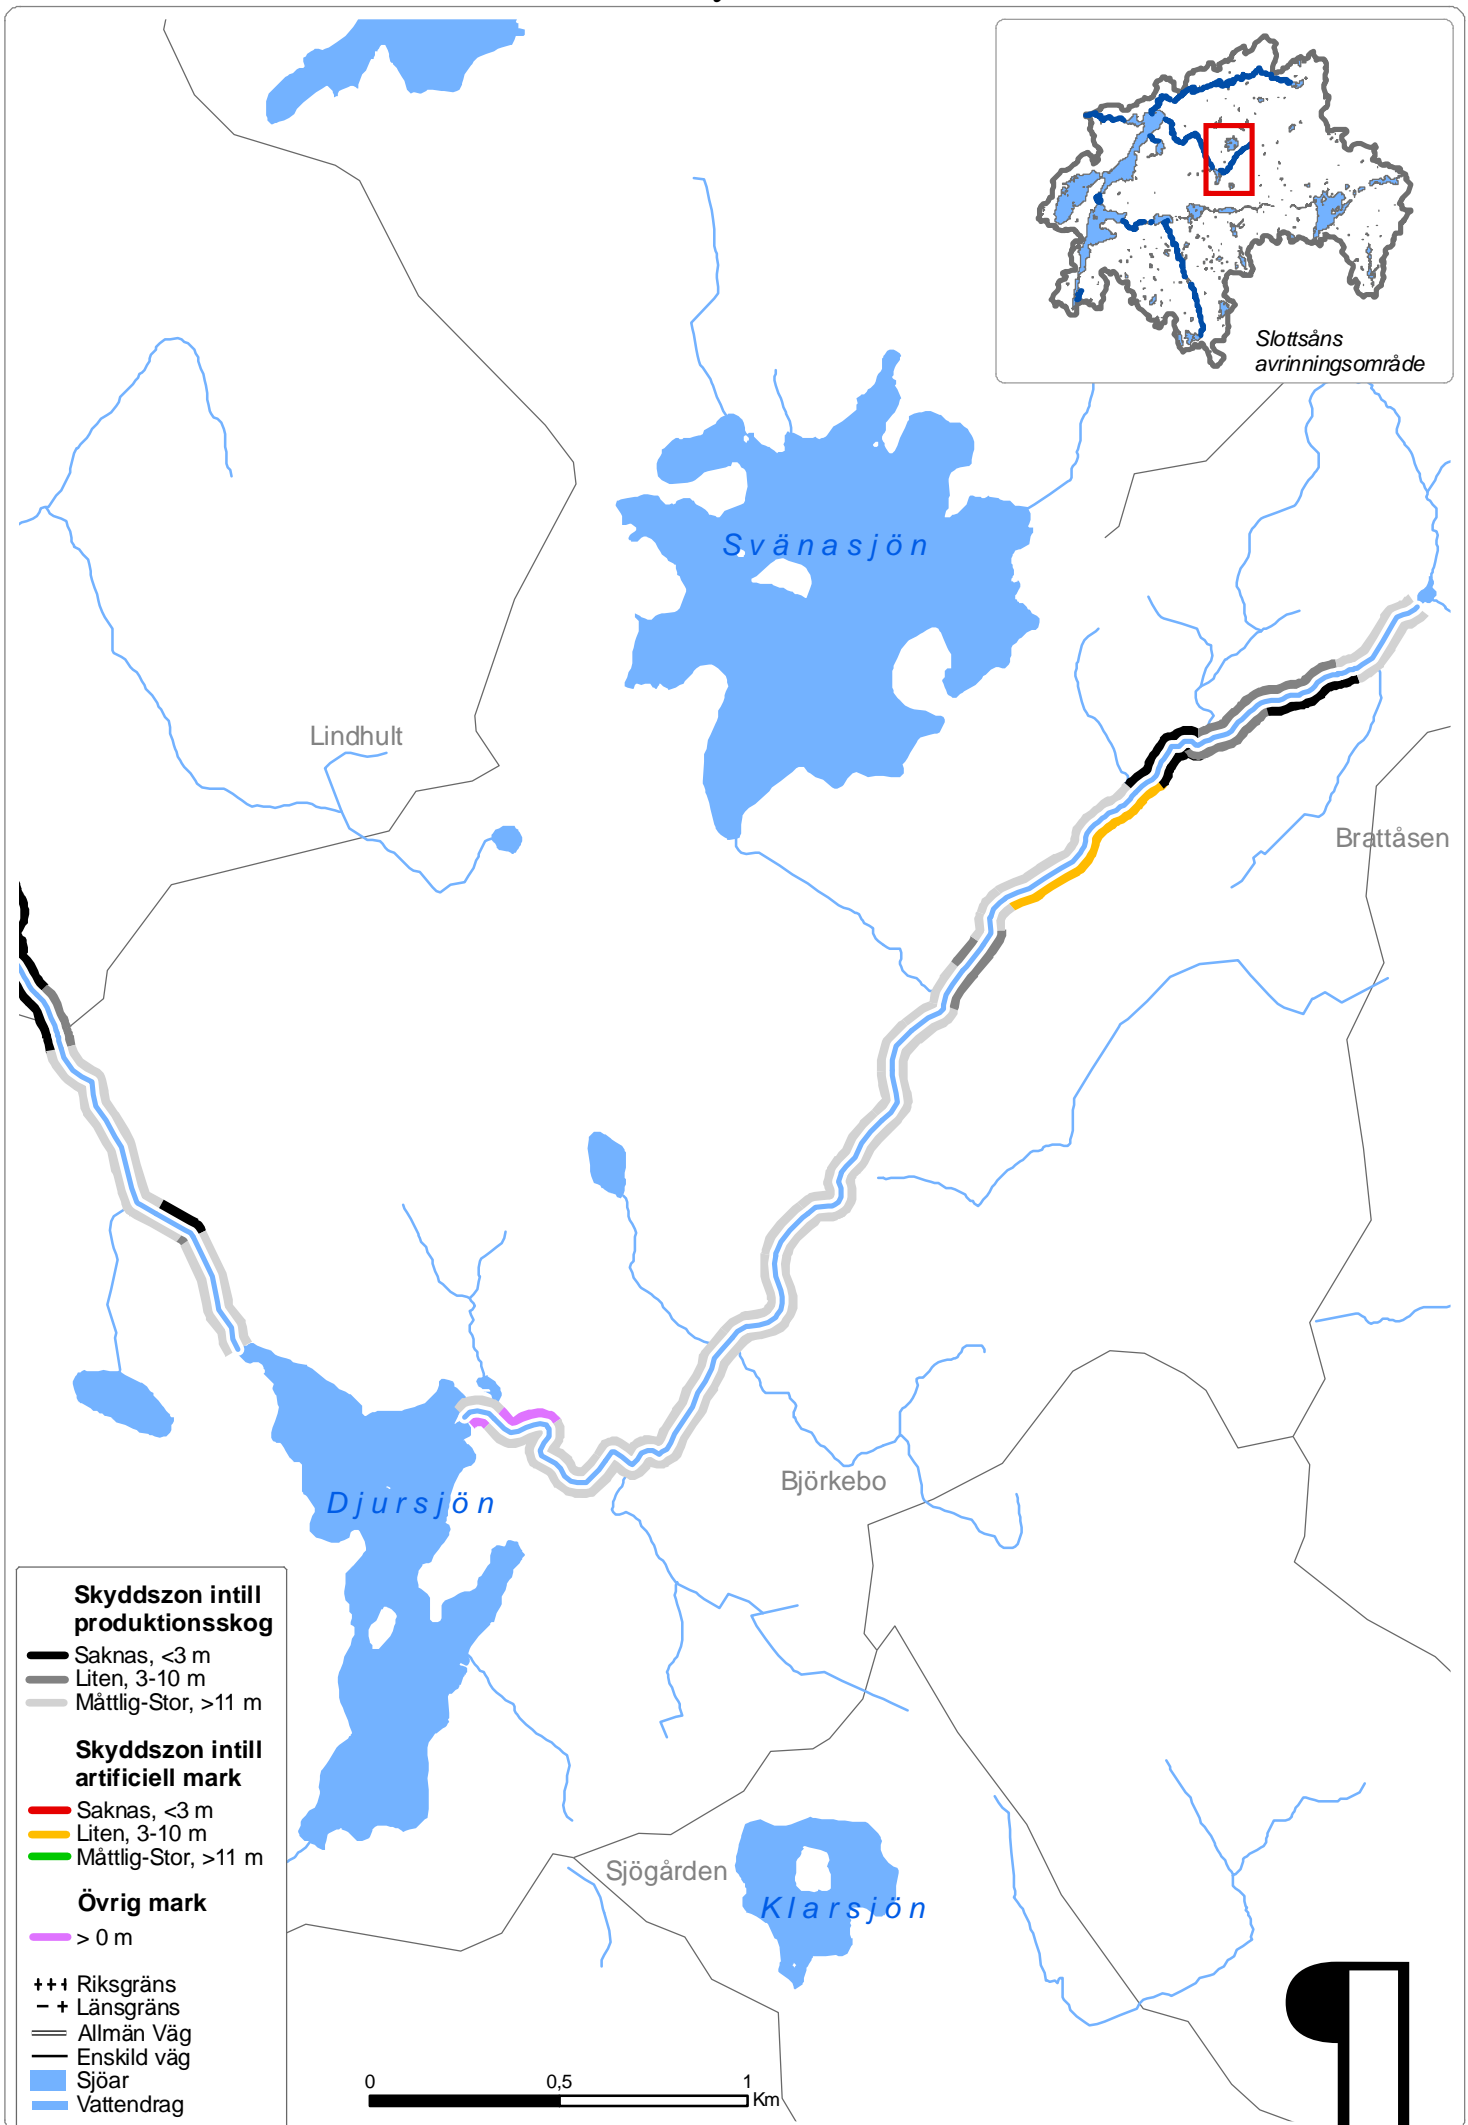 Slottsåns
avrinningsområde
Svänasjön
Lindhult
Brattåsen
Björkebo
Djursjön
Sjögården
Klarsjön
Skyddszon intill
produktionsskog
Saknas, <3 m
Liten, 3-10 m
Måttlig-Stor, >11 m
Skyddszon intill
artificiell mark
Saknas, <3 m
Liten, 3-10 m
Måttlig-Stor, >11 m
Övrig mark
> 0 m
Riksgräns
Länsgräns
Allmän Väg
Enskild väg
Sjöar
Vattendrag
0 0,5 1
Km
¶